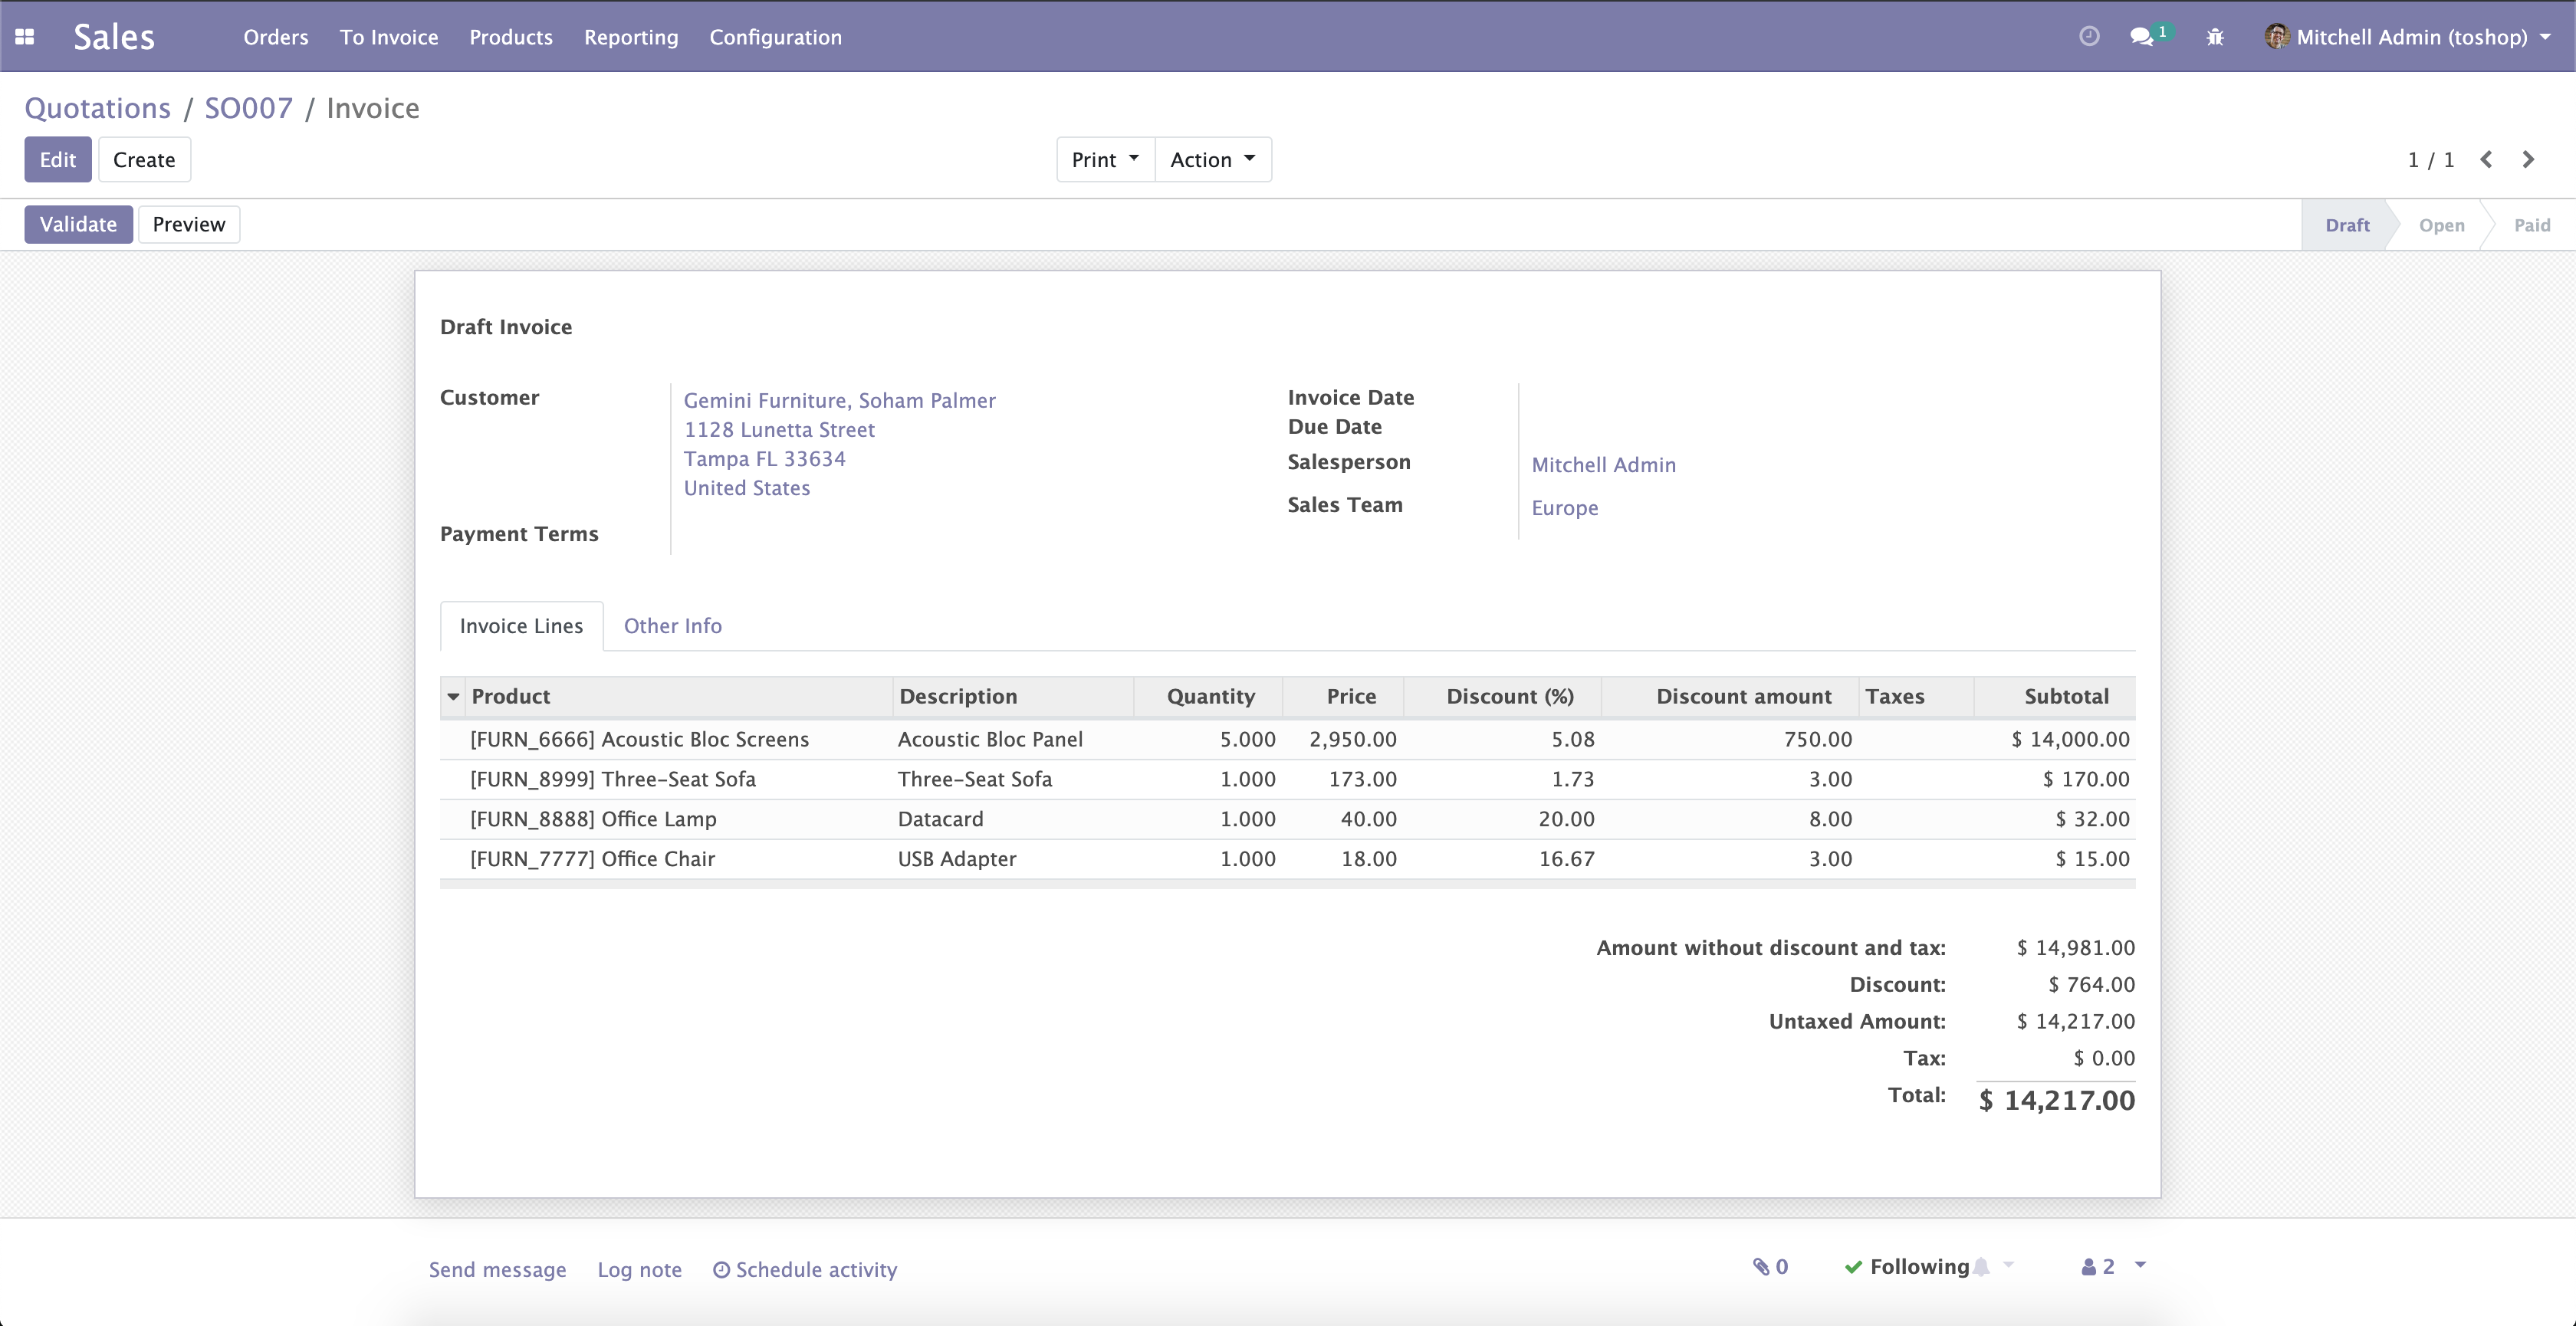 Sales Orders To Invoice Products Reporting Configuration 1 Mitchell Admin (toshop)
Quotations / SO007 / Invoice
Edit Create Print Action 1 / 1
Validate Preview Draft Open Paid
Draft Invoice
Customer Gemini Furniture, Soham Palmer
1128 Lunetta Street
Tampa FL 33634
United States
Payment Terms
Invoice Date
Due Date
Salesperson Mitchell Admin
Sales Team Europe
Invoice Lines Other Info
Product Description Quantity Price Discount (%) Discount amount Taxes Subtotal
[FURN_6666] Acoustic Bloc Screens Acoustic Bloc Panel 5.000 2,950.00 5.08 750.00 $ 14,000.00
[FURN_8999] Three-Seat Sofa Three-Seat Sofa 1.000 173.00 1.73 3.00 $ 170.00
[FURN_8888] Office Lamp Datacard 1.000 40.00 20.00 8.00 $ 32.00
[FURN_7777] Office Chair USB Adapter 1.000 18.00 16.67 3.00 $ 15.00
Amount without discount and tax: $ 14,981.00
Discount: $ 764.00
Untaxed Amount: $ 14,217.00
Tax: $ 0.00
Total: $ 14,217.00
Send message Log note Schedule activity 0 Following 2